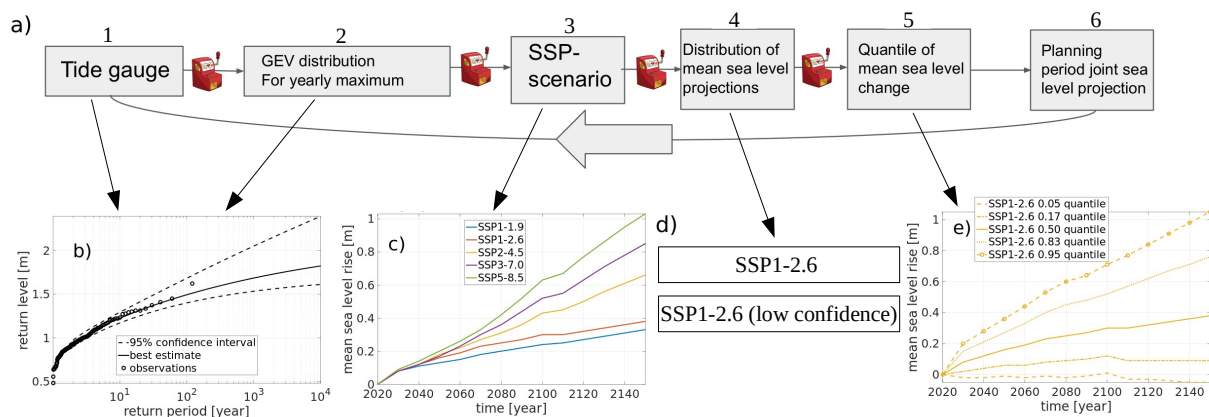 a)
1
2
3
4
5
6
Tide gauge
GEV distribution
For yearly maximum
SSP-
scenario
Distribution of
mean sea level
projections
Quantile of
mean sea level
change
Planning
period joint sea
level projection
b)
return level [m]
2
1.5
1
0.5
10¹
10²
10³
10⁴
--95% confidence interval
—best estimate
○ observations
return period [year]
c)
mean sea level rise [m]
1
0.8
0.6
0.4
0.2
0
SSP1-1.9
SSP1-2.6
SSP2-4.5
SSP3-7.0
SSP5-8.5
2020 2040 2060 2080 2100 2120 2140
time [year]
d)
SSP1-2.6
SSP1-2.6 (low confidence)
e)
mean sea level rise [m]
1
0.8
0.6
0.4
0.2
0
SSP1-2.6 0.05 quantile
SSP1-2.6 0.17 quantile
SSP1-2.6 0.50 quantile
SSP1-2.6 0.83 quantile
SSP1-2.6 0.95 quantile
2020 2040 2060 2080 2100 2120 2140
time [year]